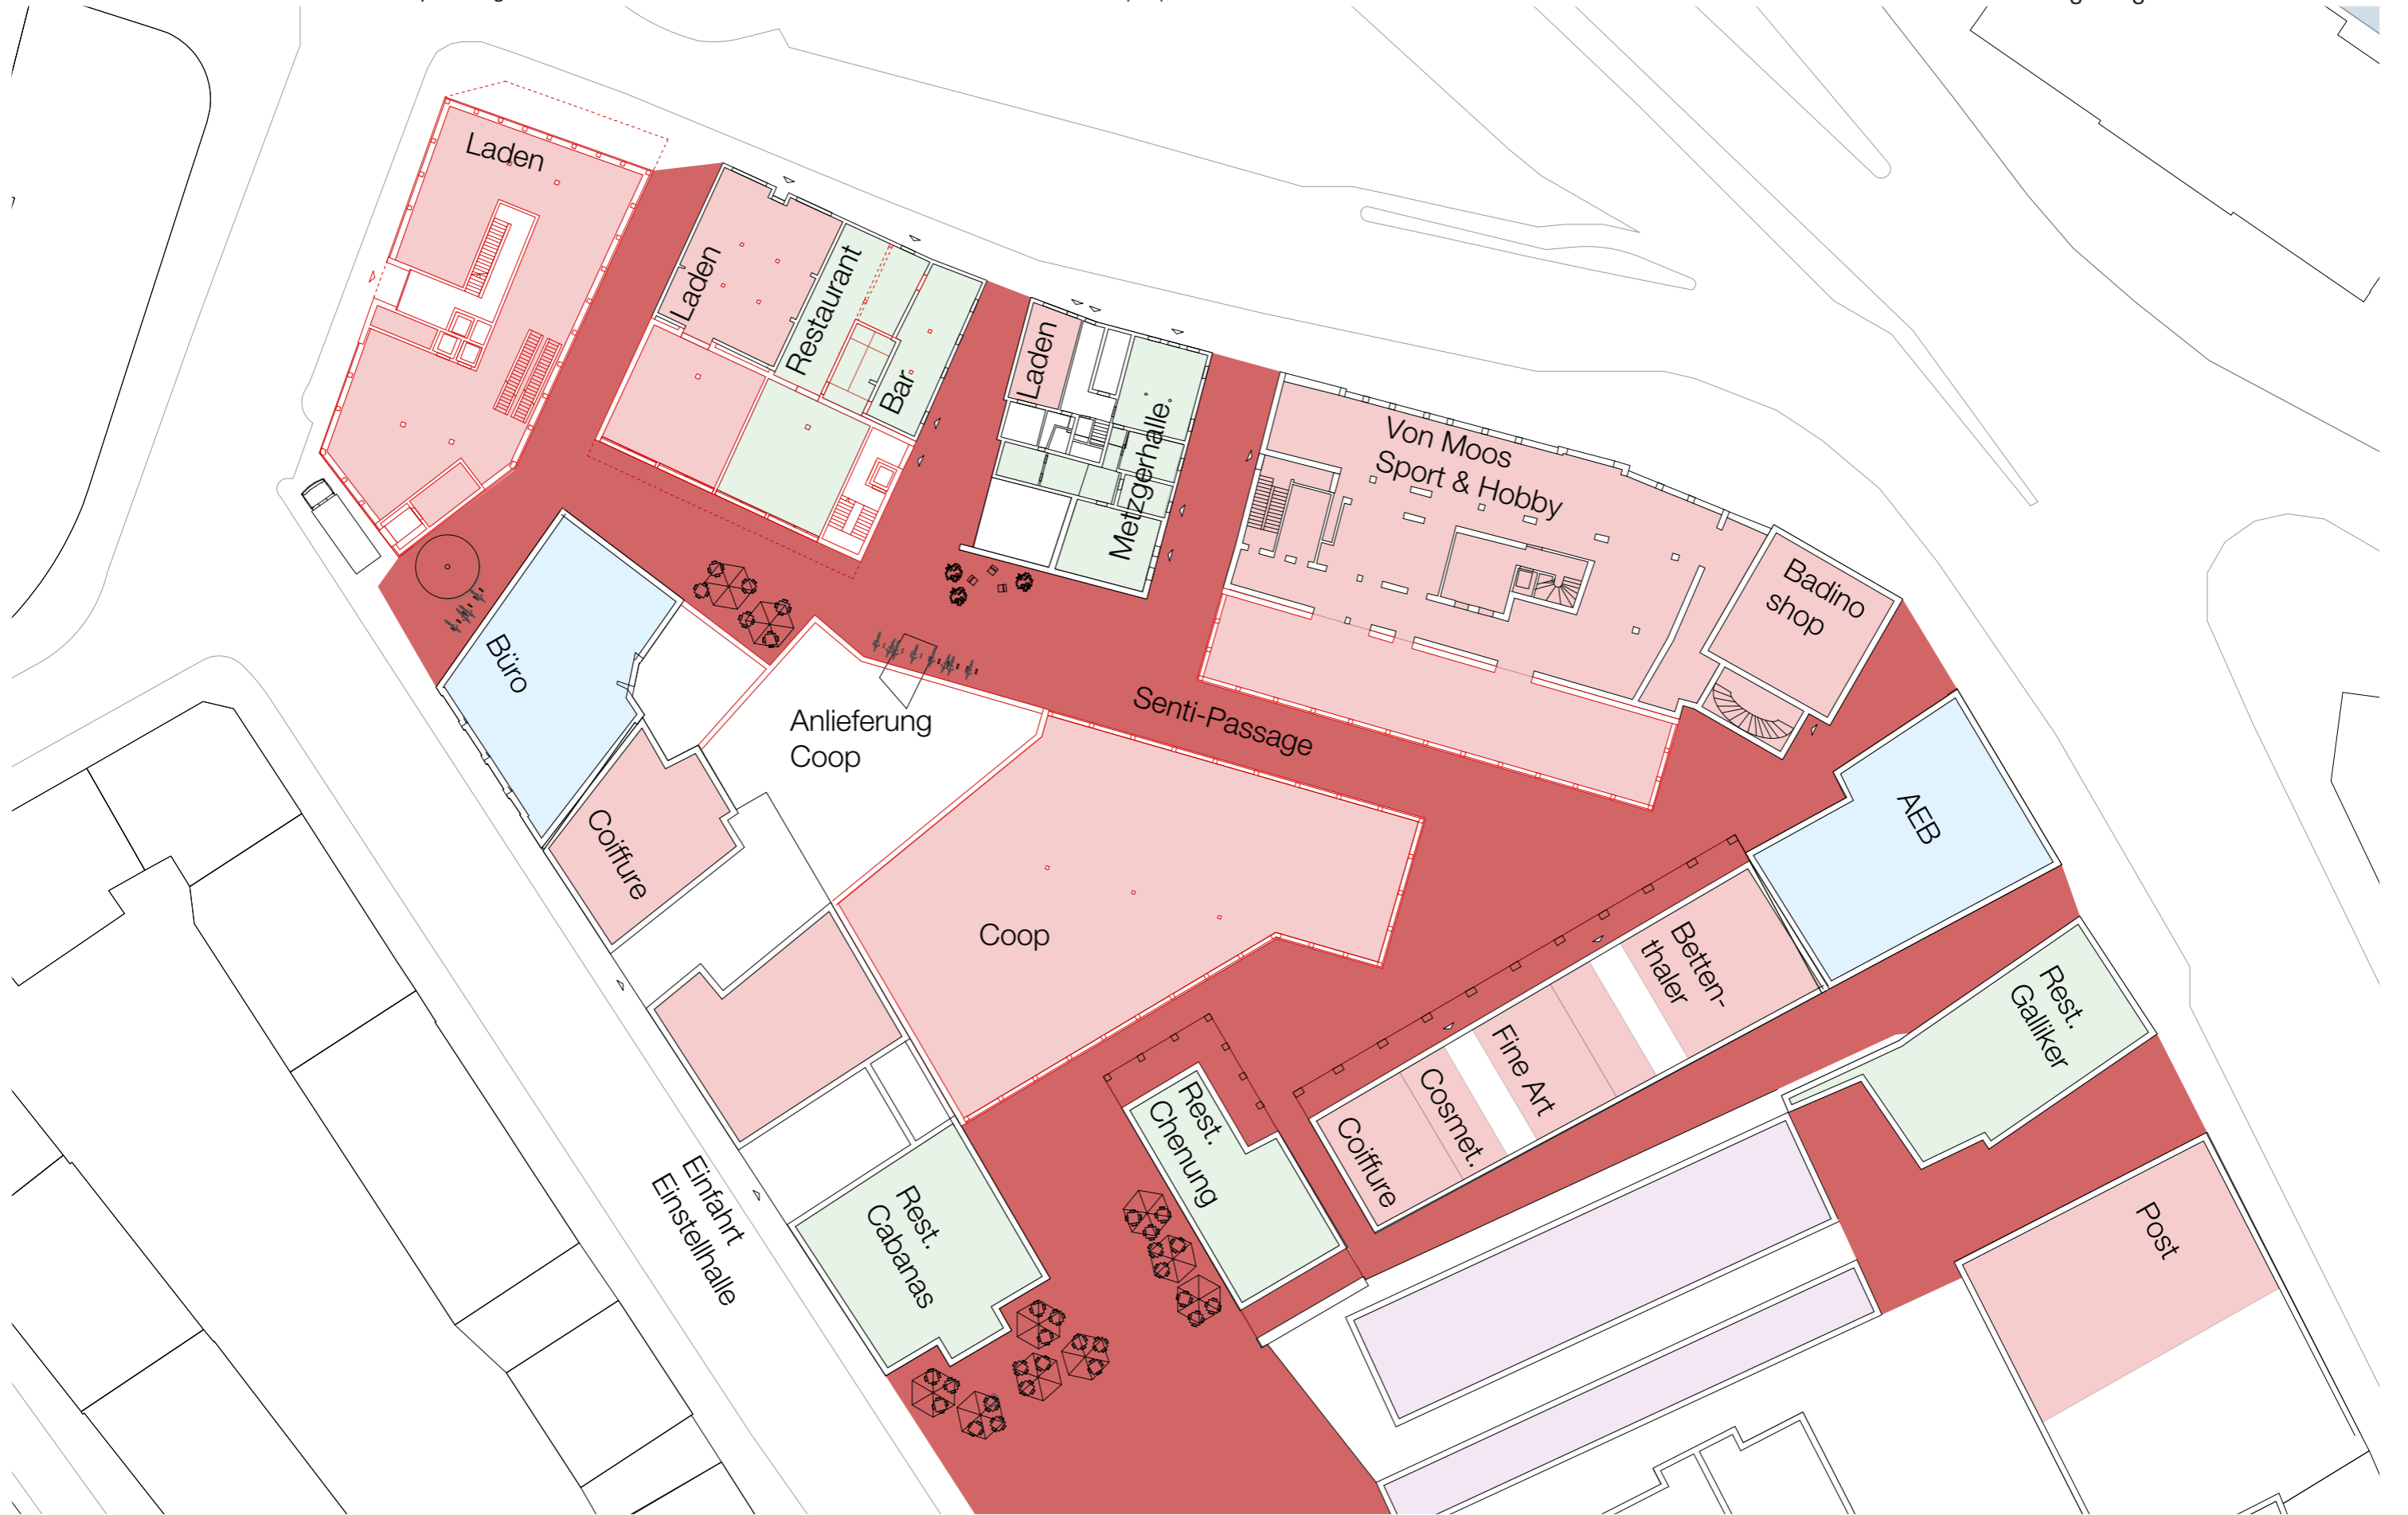 Laden
Laden
Restaurant
Bar
Laden
Metzgerhalle
Von Moos
Sport & Hobby
Badino
shop
Büro
Anlieferung
Coop
Senti-Passage
Coiffure
AEB
Coop
Betten-
thaler
Rest.
Galliker
Fine Art
Cosmet.
Coiffure
Rest.
Chenung
Einfahrt
Einstellhalle
Rest.
Cabanas
Post